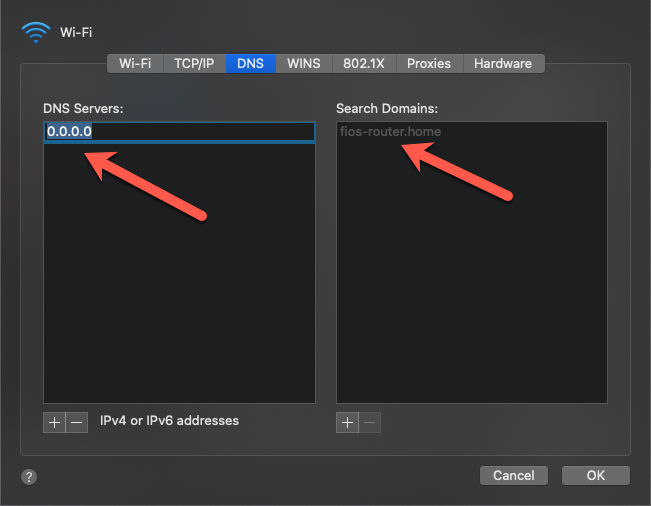 Wi-Fi
Wi-Fi TCP/IP DNS WINS 802.1X Proxies Hardware
DNS Servers: Search Domains:
0.0.0.0 fios-router.home
+ − IPv4 or IPv6 addresses + −
? Cancel OK